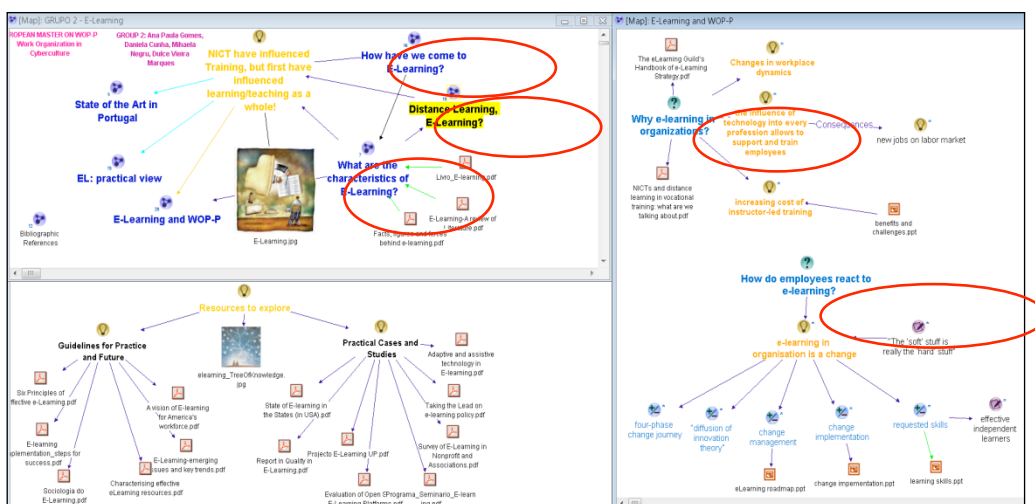 [Map]: GRUPO 2 - E-Learning
ROPEAN MASTER ON WOP-P
Work Organization in
Cyberculture
GROUP 2: Ana Paula Gomes,
Daniela Cunha, Mihaela
Negru, Dulce Vierra
Marques
NICT have influenced
Training, but first have
influenced
learning/teaching as a
whole!
How have we come to
E-Learning?
State of the Art in
Portugal
Distance Learning,
E-Learning?
EL: practical view
What are the
characteristics of
E-Learning?
Livro_E-learning.pdf
E-Learning and WOP-P
E-Learning-A review of
literature.pdf
Bibliographic
References
E-Learning.jpg
Facts, figures and forces
behind e-learning.pdf
Resources to explore
Guidelines for Practice
and Future
elearning_TreeOfKnowledge.
jpg
Practical Cases and
Studies
Adaptive and assistive
technology in
E-learning.pdf
Six Principles of
ffective e-Learning.pdf
A vision of E-learning
for America's
workforce.pdf
State of E-learning in
the States (in USA).pdf
Taking the Lead on
e-learning policy.pdf
E-learning
plementation_steps for
success.pdf
E-Learning-emerging
issues and key trends.pdf
Report in Quality in
E-Learning.pdf
Projecto E-Learning UP.pdf
Survey of E-Learning in
Nonprofit and
Associations.pdf
Sociologia do
E-Learning.pdf
Characterising effective
eLearning resources.pdf
Evaluation of Open
E-Learning Platforms.pdf
Programa_Seminario_E-learn
ing.pdf
[Map]: E-Learning and WOP-P
The eLearning Guild's
Handbook of e-Learning
Strategy.pdf
Changes in workplace
dynamics
Why e-learning in
organizations?
the influence of
technology into every
profession allows to
support and train
employees
Consequences
new jobs on labor market
NICTs and distance
learning in vocational
training: what are we
talking about.pdf
increasing cost of
instructor-led training
benefits and
challenges.ppt
How do employees react to
e-learning?
e-learning in
organisation is a change
"The 'soft' stuff is
really the 'hard' stuff"
four-phase
change journey
"diffusion of
innovation
theory"
change
management
change
implementation
requested skills
effective
independent
learners
eLearning roadmap.ppt
change impementation.ppt
learning skills.ppt